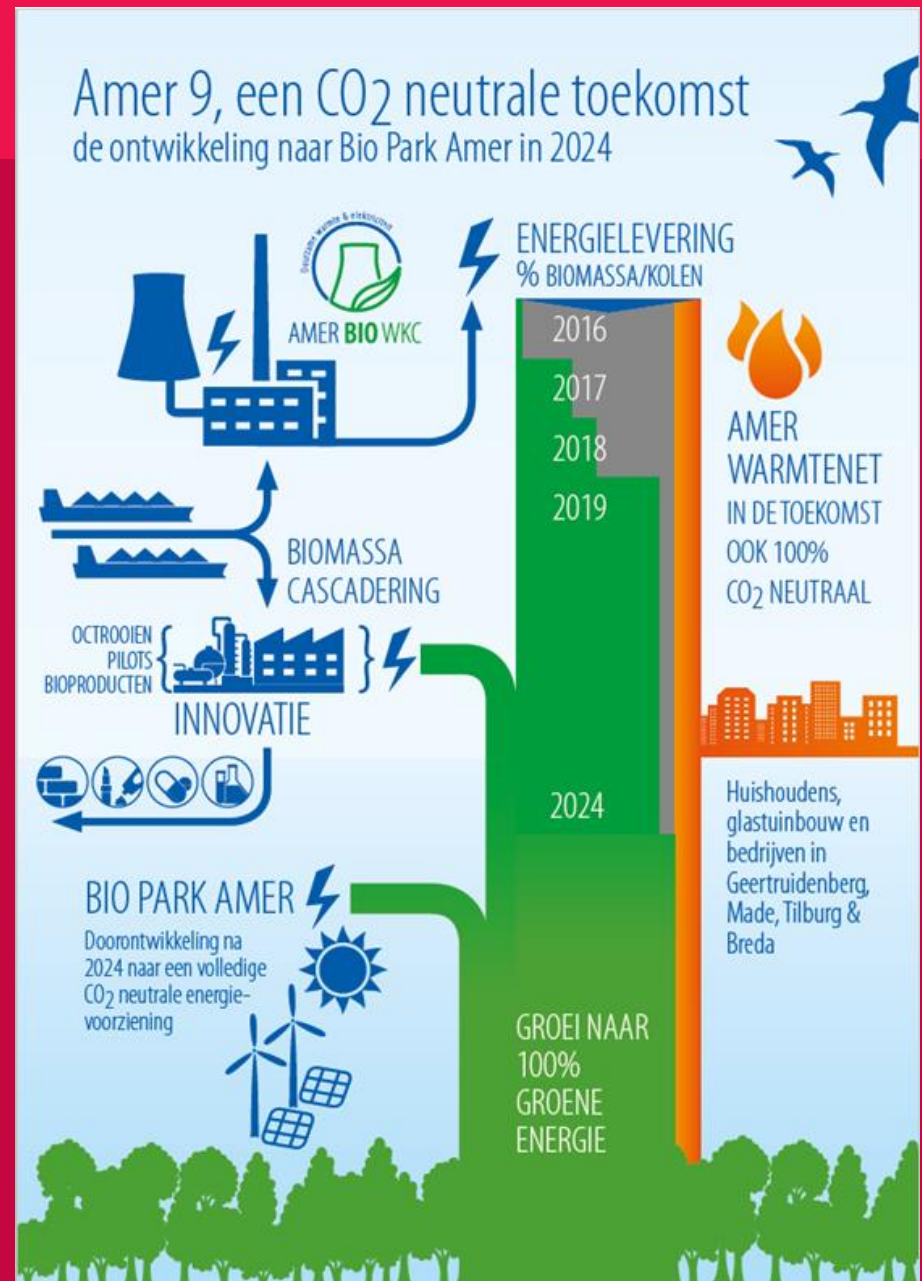 Amer 9, een CO2 neutrale toekomst
de ontwikkeling naar Bio Park Amer in 2024
Duurzame warmte & elektriciteit
AMER BIO WKC
ENERGIELEVERING
% BIOMASSA/KOLEN
2016
2017
2018
2019
2024
AMER
WARMTENET
IN DE TOEKOMST
OOK 100%
CO2 NEUTRAAL
BIOMASSA
CASCADERING
OCTROOIEN
PILOTS
BIOPRODUCTEN
INNOVATIE
Huishoudens,
glastuinbouw en
bedrijven in
Geertruidenberg,
Made, Tilburg &
Breda
BIO PARK AMER
Doorontwikkeling na
2024 naar een volledige
CO2 neutrale energie-
voorziening
GROEI NAAR
100%
GROENE
ENERGIE